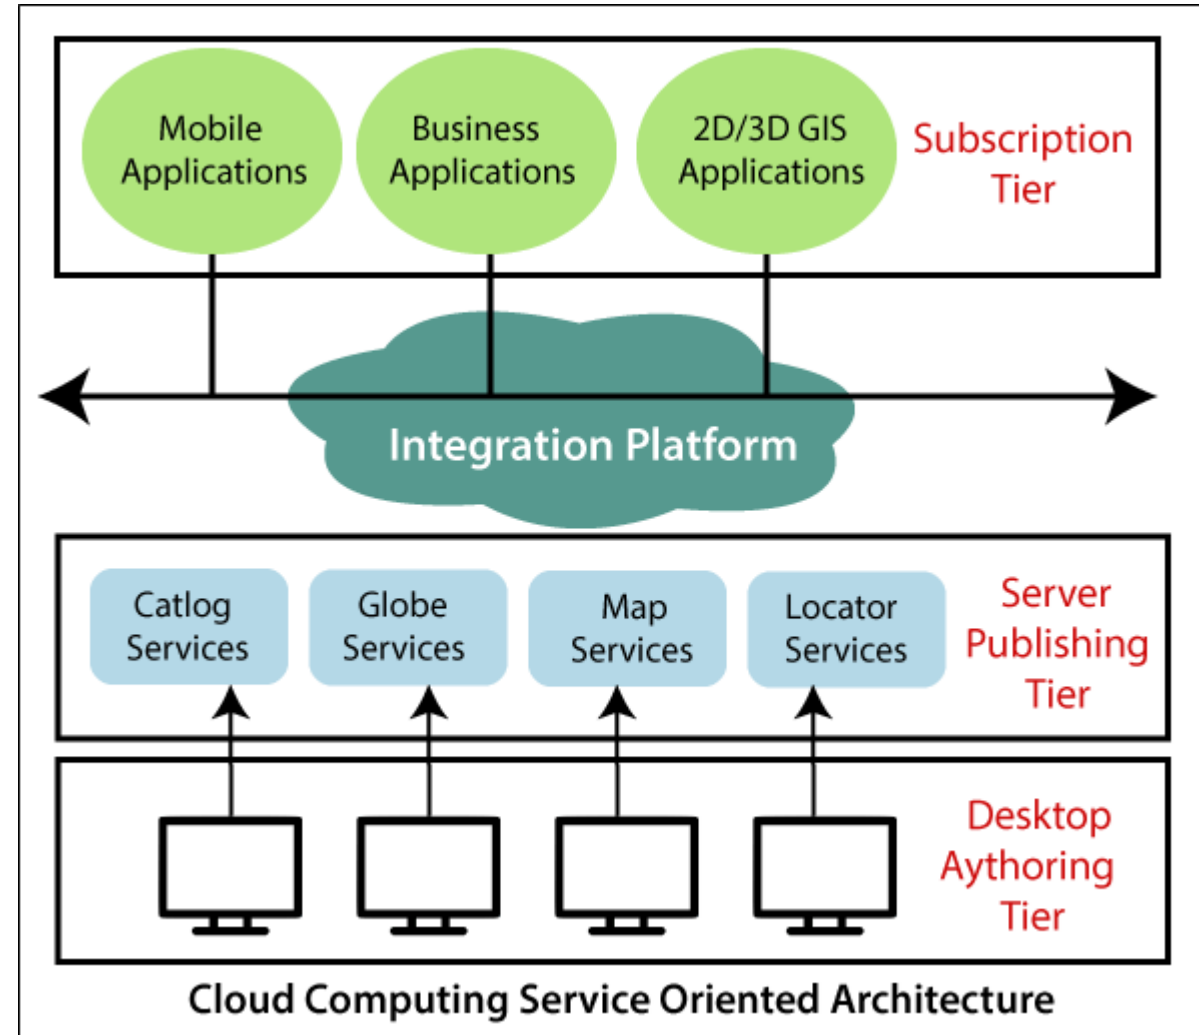 Mobile
Applications
Business
Applications
2D/3D GIS
Applications
Subscription
Tier
Integration Platform
Catlog
Services
Globe
Services
Map
Services
Locator
Services
Server
Publishing
Tier
Desktop
Aythoring
Tier
Cloud Computing Service Oriented Architecture